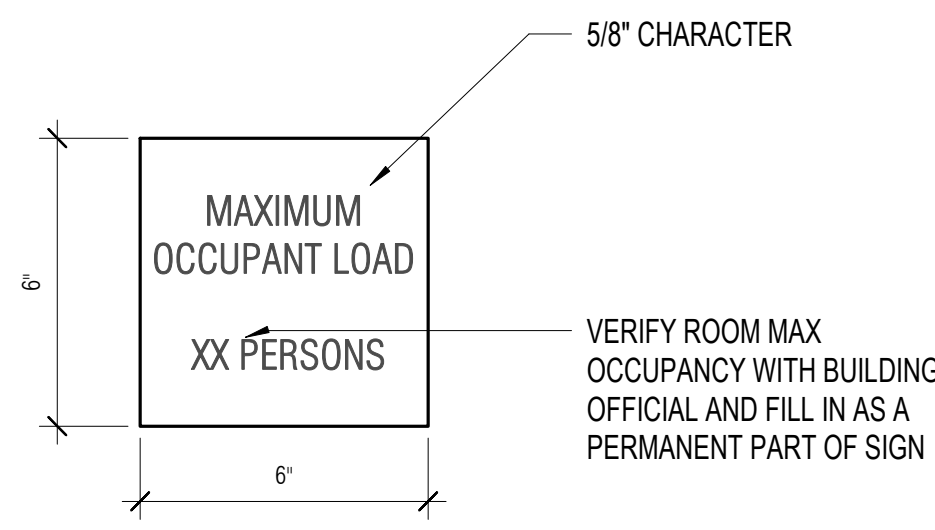 5/8" CHARACTER
MAXIMUM
OCCUPANT LOAD
XX PERSONS
6"
6"
VERIFY ROOM MAX
OCCUPANCY WITH BUILDING
OFFICIAL AND FILL IN AS A
PERMANENT PART OF SIGN